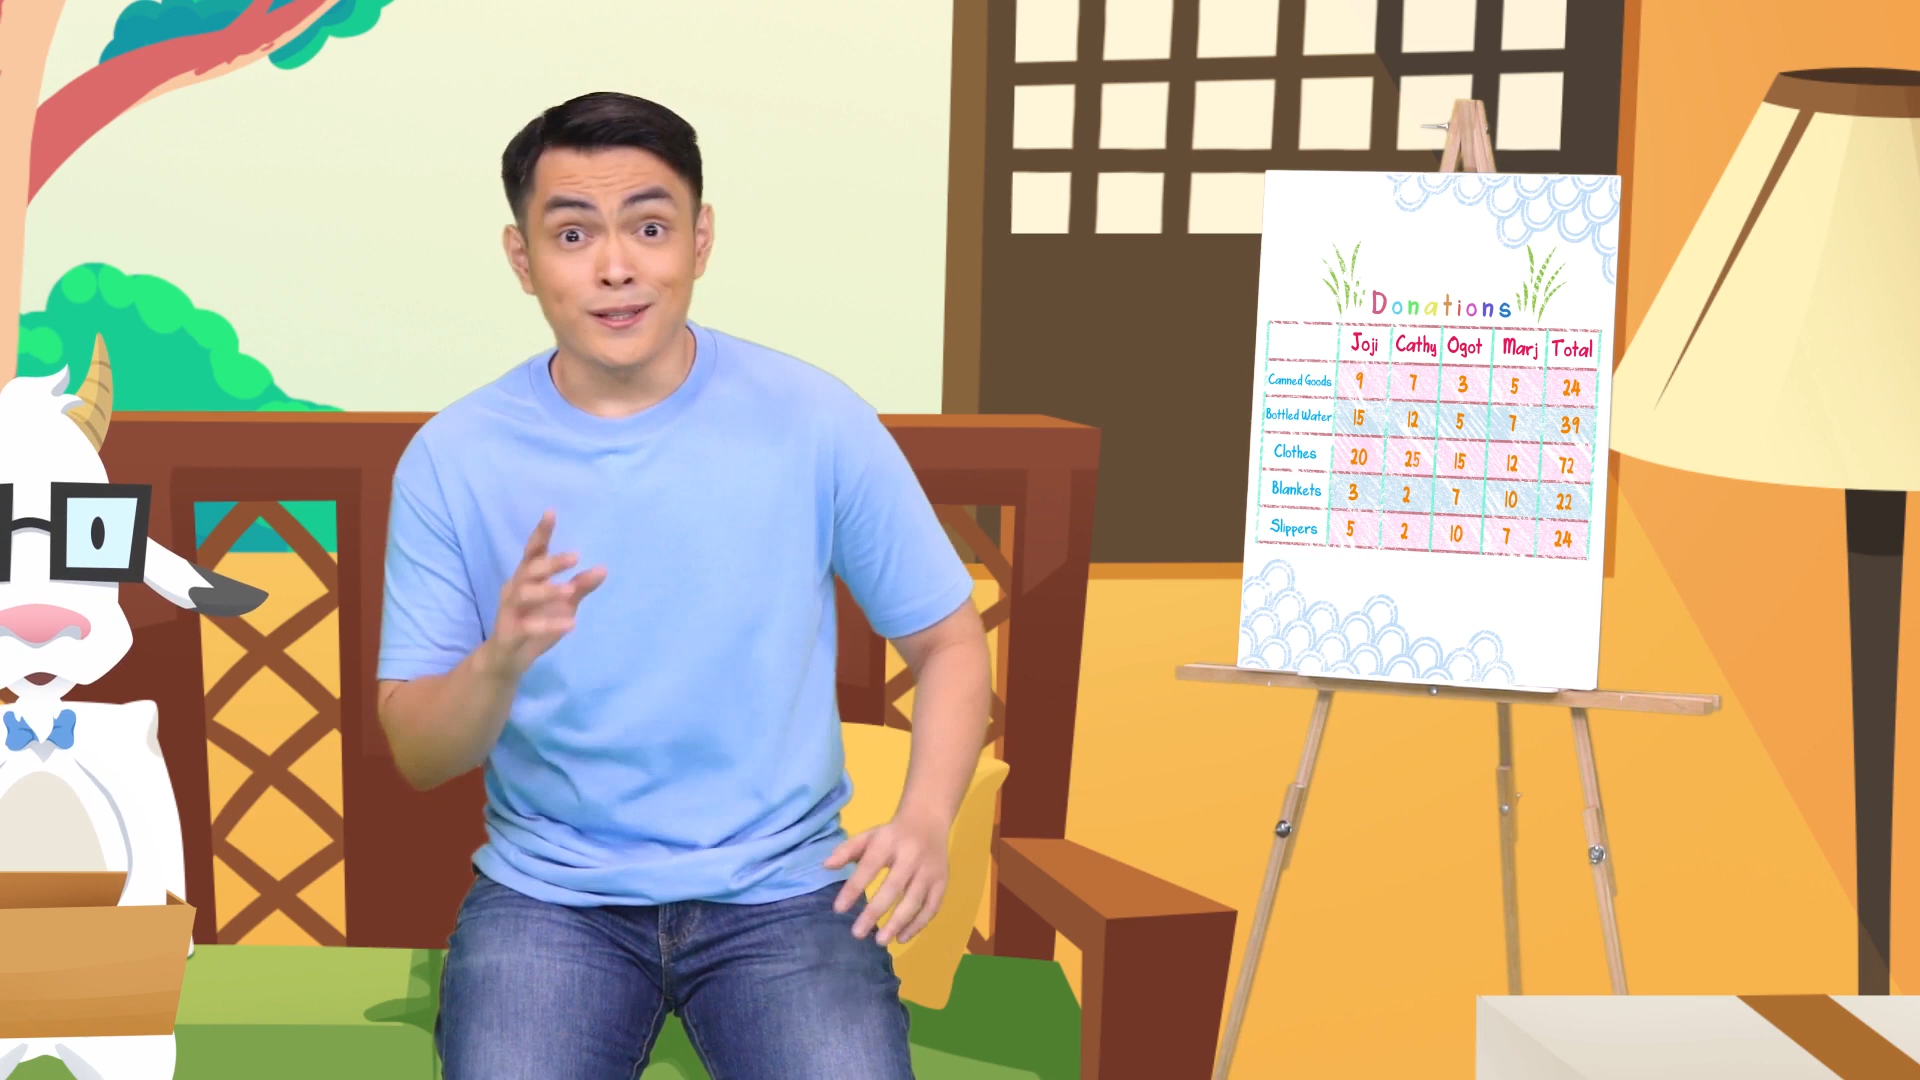 Donations
Joji Cathy Ogot Marj Total
Canned Goods 9 7 3 5 24
Bottled Water 15 12 5 7 39
Clothes 20 25 15 12 72
Blankets 3 2 7 10 22
Slippers 5 2 10 7 24